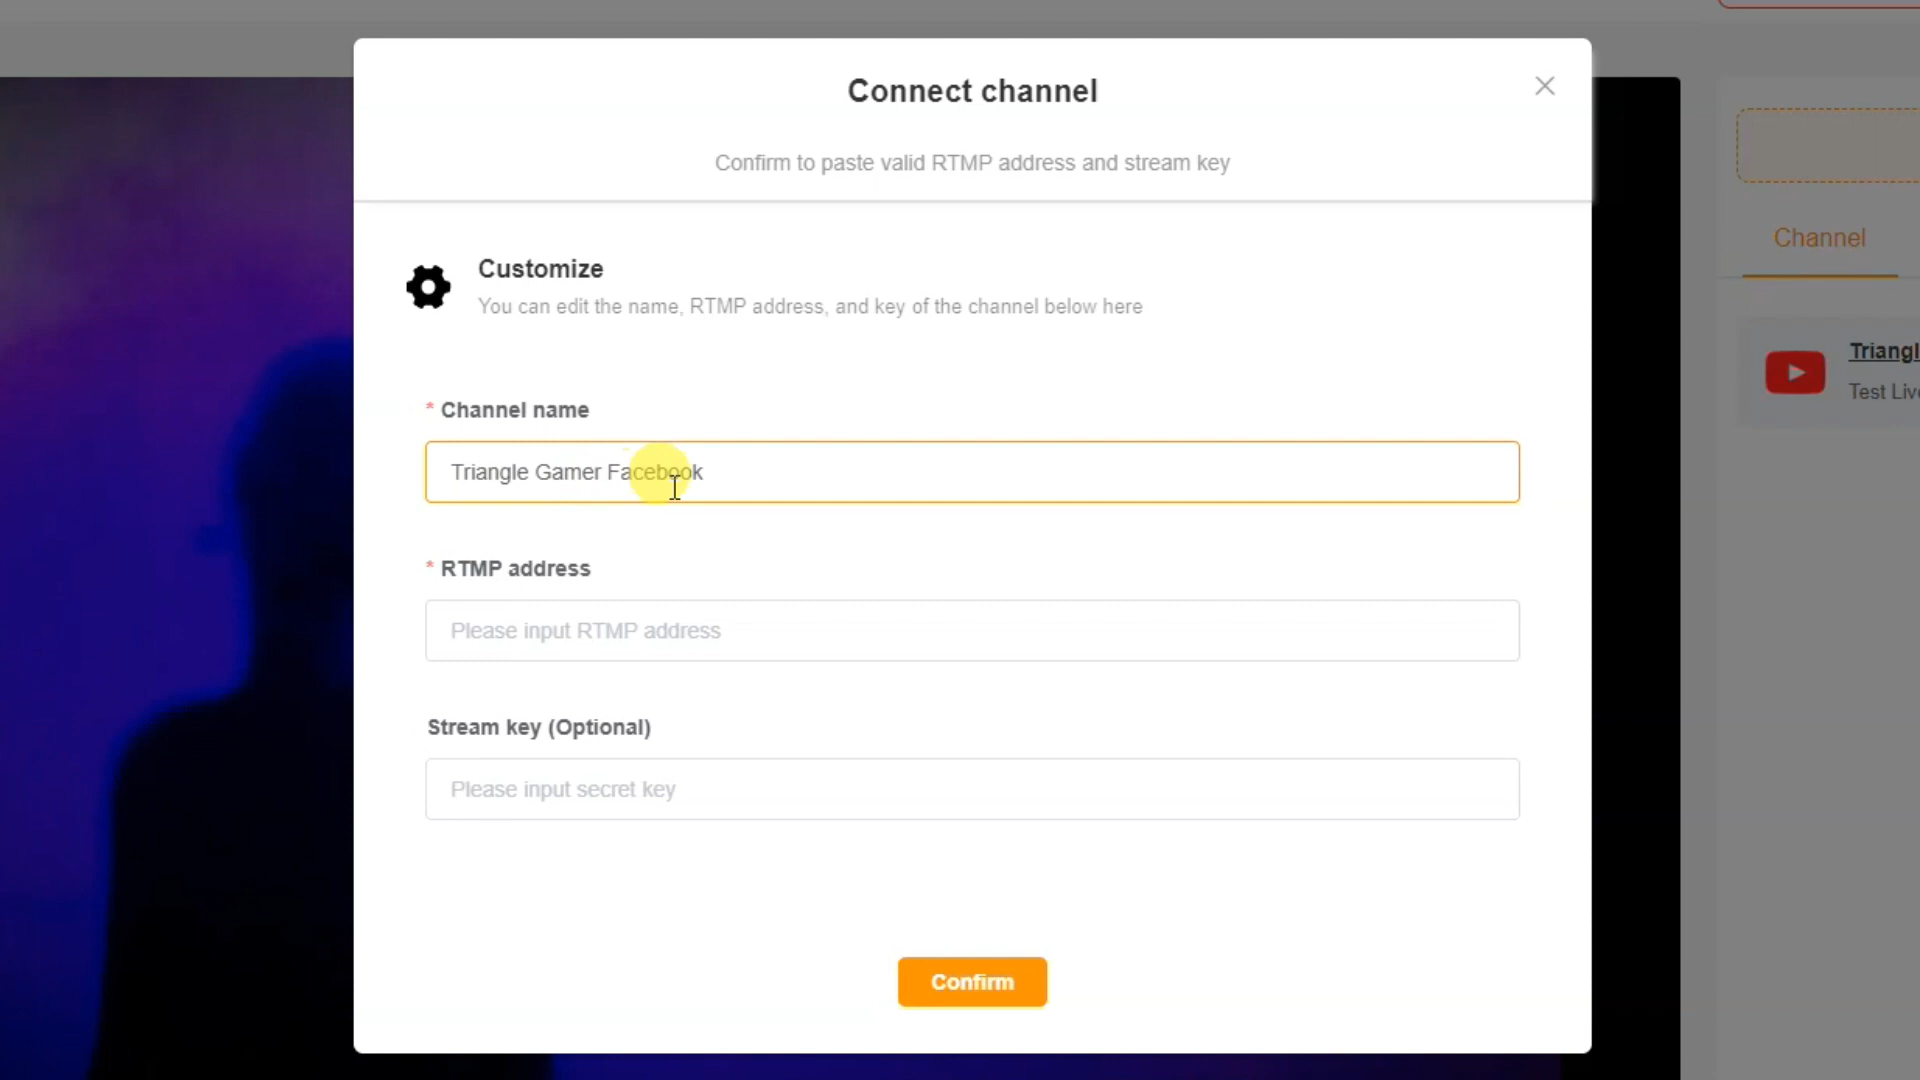 Connect channel
Confirm to paste valid RTMP address and stream key
Customize
You can edit the name, RTMP address, and key of the channel below here
* Channel name
Triangle Gamer Facebook
* RTMP address
Please input RTMP address
Stream key (Optional)
Please input secret key
Confirm
Channel
Test